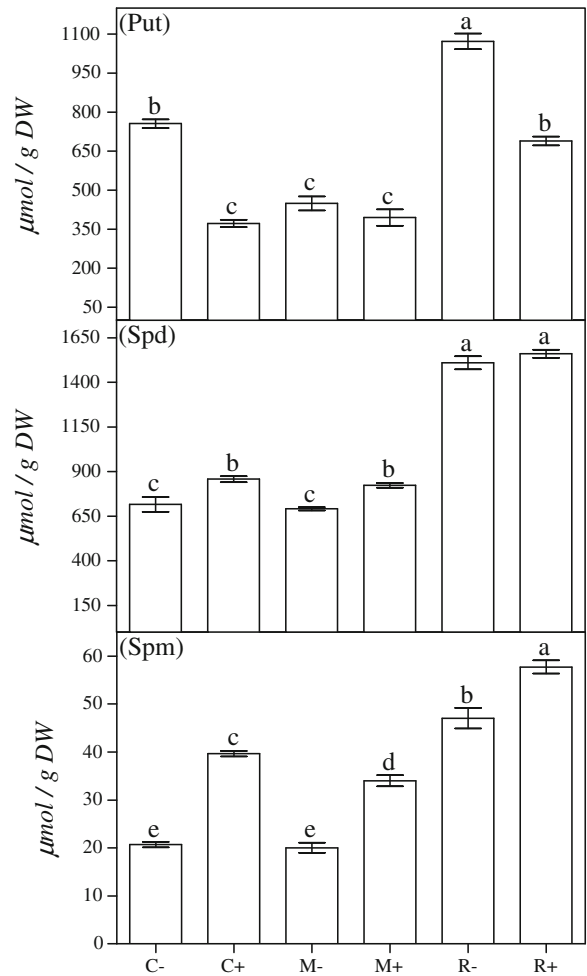 (Put)
1100
950
800
650
500
350
200
50
μmol / g DW
b
c
c
c
a
b
(Spd)
1650
1400
1150
900
650
400
150
μmol / g DW
c
b
c
b
a
a
(Spm)
60
50
40
30
20
10
0
μmol / g DW
e
c
e
d
b
a
C- C+ M- M+ R- R+